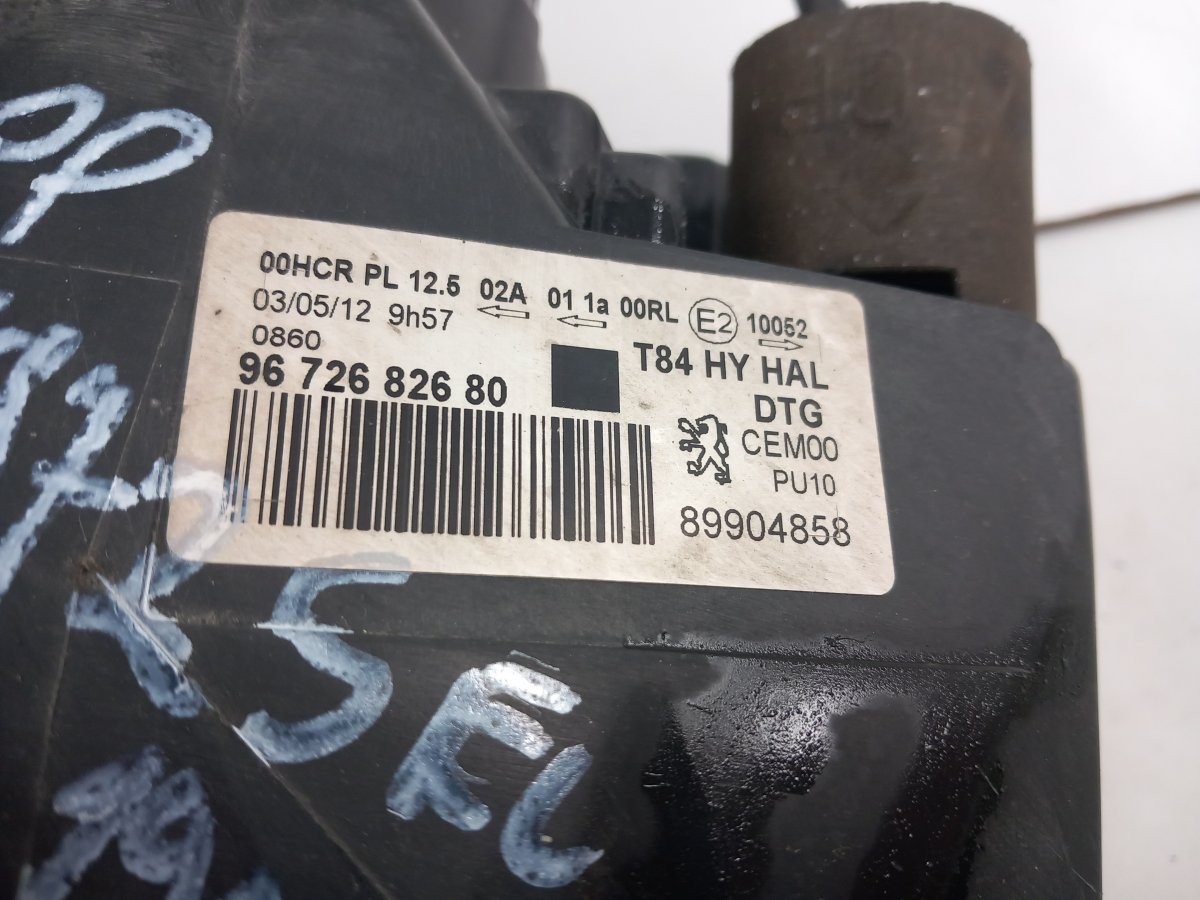 00HCR PL 12.5 02A 01 1a 00RL E2 10052
03/05/12 9h57
0860
96 726 826 80
T84 HY HAL
DTG
CEM00
PU10
89904858